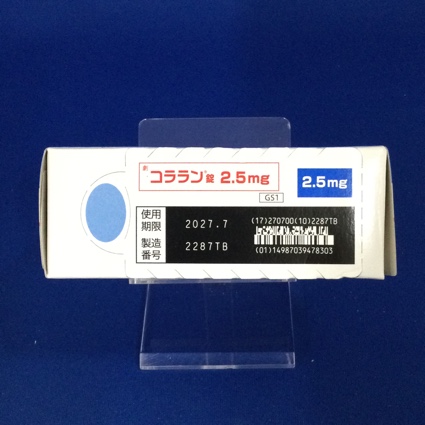 劇 コララン®錠 2.5mg
2.5mg
GS1
使用期限 2027.7
製造番号 2287TB
(17)270700(10)2287TB
(01)14987039478303